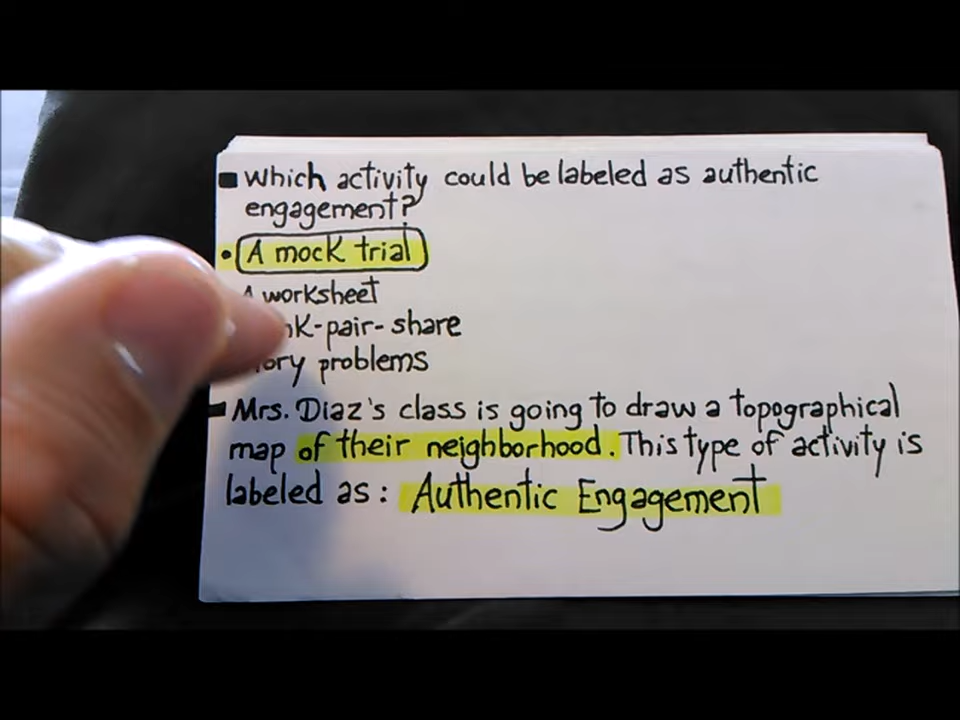 Which activity could be labeled as authentic
engagement?
A mock trial
A worksheet
-pair-share
problems
Mrs. Diaz's class is going to draw a topographical
map of their neighborhood. This type of activity is
labeled as: Authentic Engagement